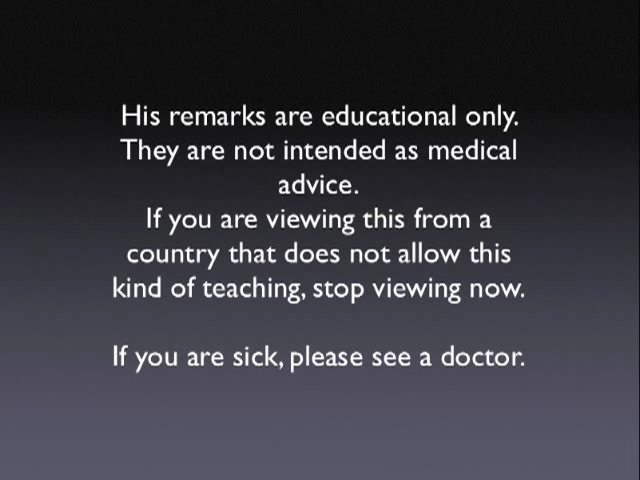 His remarks are educational only.
They are not intended as medical
advice.
If you are viewing this from a
country that does not allow this
kind of teaching, stop viewing now.
If you are sick, please see a doctor.